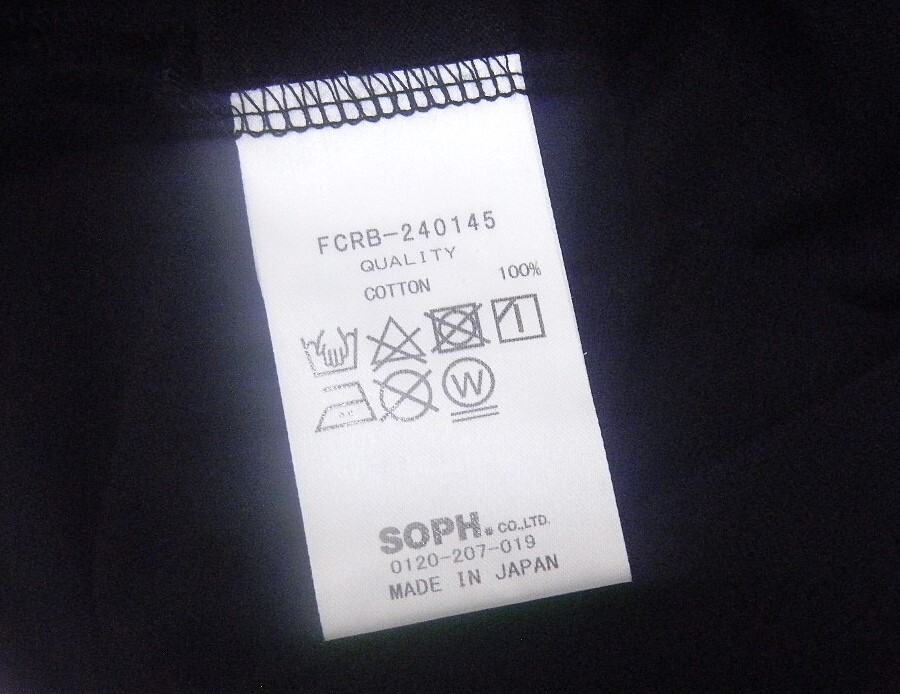 FCRB-240145
QUALITY
COTTON 100%
W
SOPH. CO.,LTD.
0120-207-019
MADE IN JAPAN